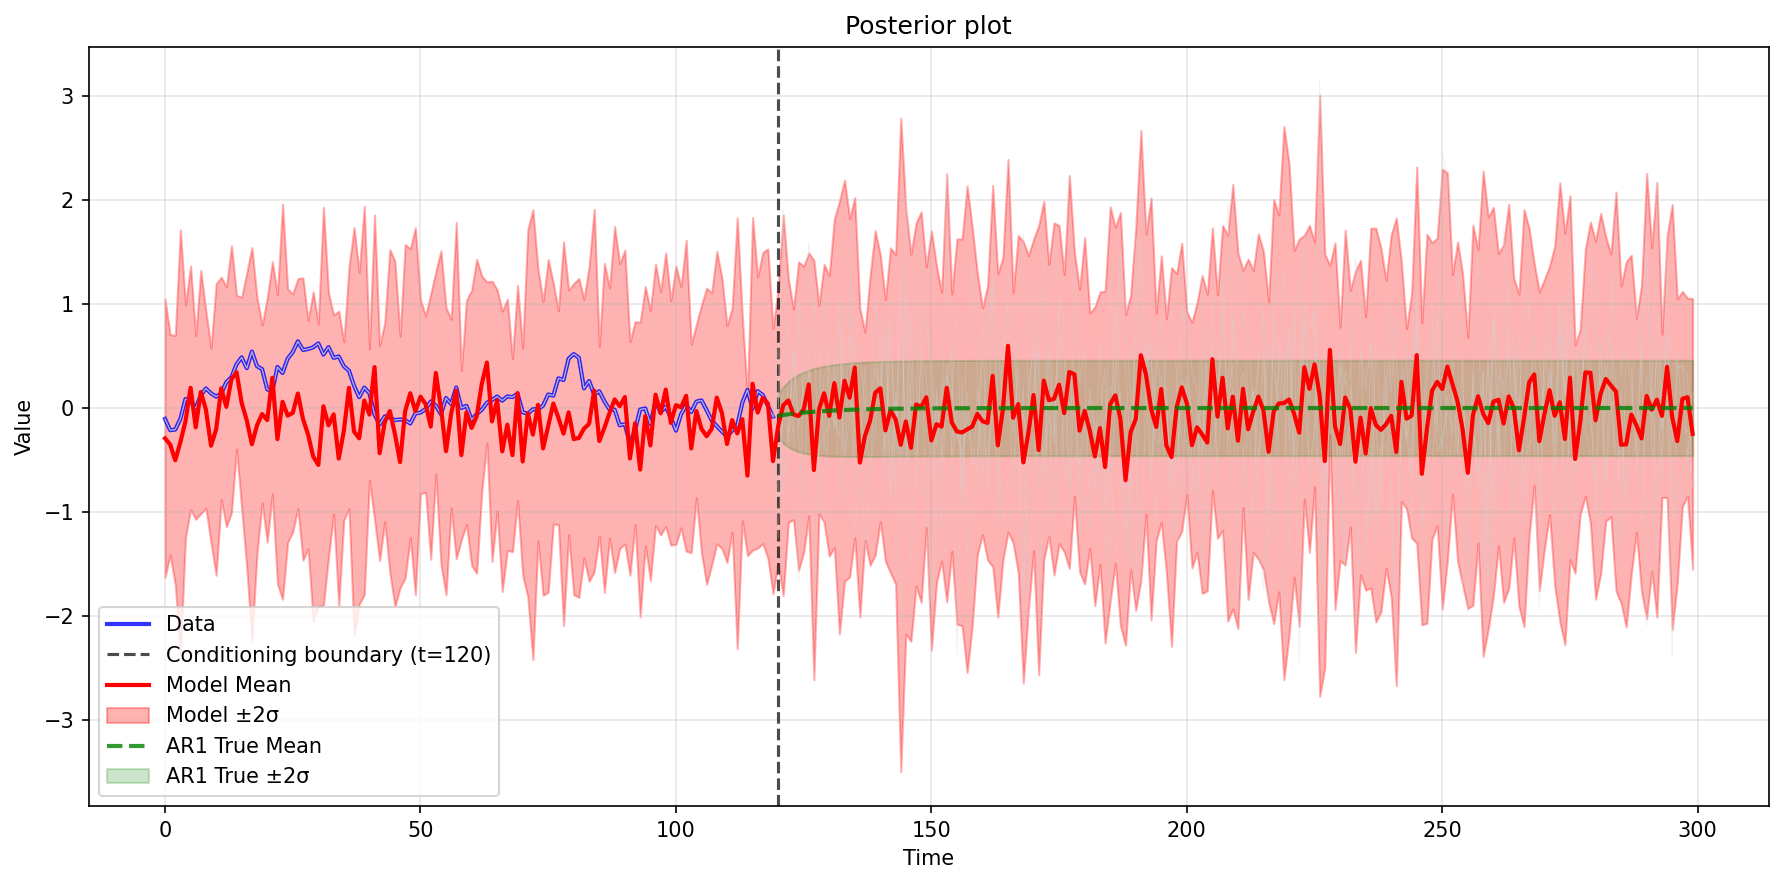 Posterior plot
Value
3
2
1
0
−1
−2
−3
Data
Conditioning boundary (t=120)
Model Mean
Model ±2σ
AR1 True Mean
AR1 True ±2σ
0
50
100
150
200
250
300
Time